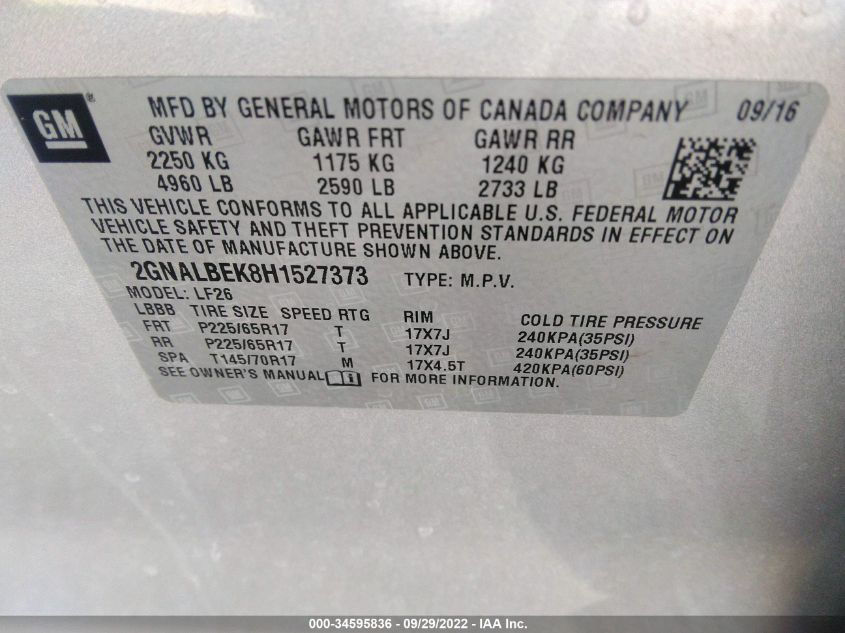 GM ® MFD BY GENERAL MOTORS OF CANADA COMPANY 09/16
GVWR GAWR FRT GAWR RR
2250 KG 1175 KG 1240 KG
4960 LB 2590 LB 2733 LB
THIS VEHICLE CONFORMS TO ALL APPLICABLE U.S. FEDERAL MOTOR
VEHICLE SAFETY AND THEFT PREVENTION STANDARDS IN EFFECT ON
THE DATE OF MANUFACTURE SHOWN ABOVE.
2GNALBEK8H1527373 TYPE: M.P.V.
MODEL: LF26
LBBB TIRE SIZE SPEED RTG RIM COLD TIRE PRESSURE
FRT P225/65R17 T 17X7J 240KPA(35PSI)
RR P225/65R17 T 17X7J 240KPA(35PSI)
SPA T145/70R17 M 17X4.5T 420KPA(60PSI)
SEE OWNER'S MANUAL FOR MORE INFORMATION.
000-34595836 - 09/29/2022 - IAA Inc.